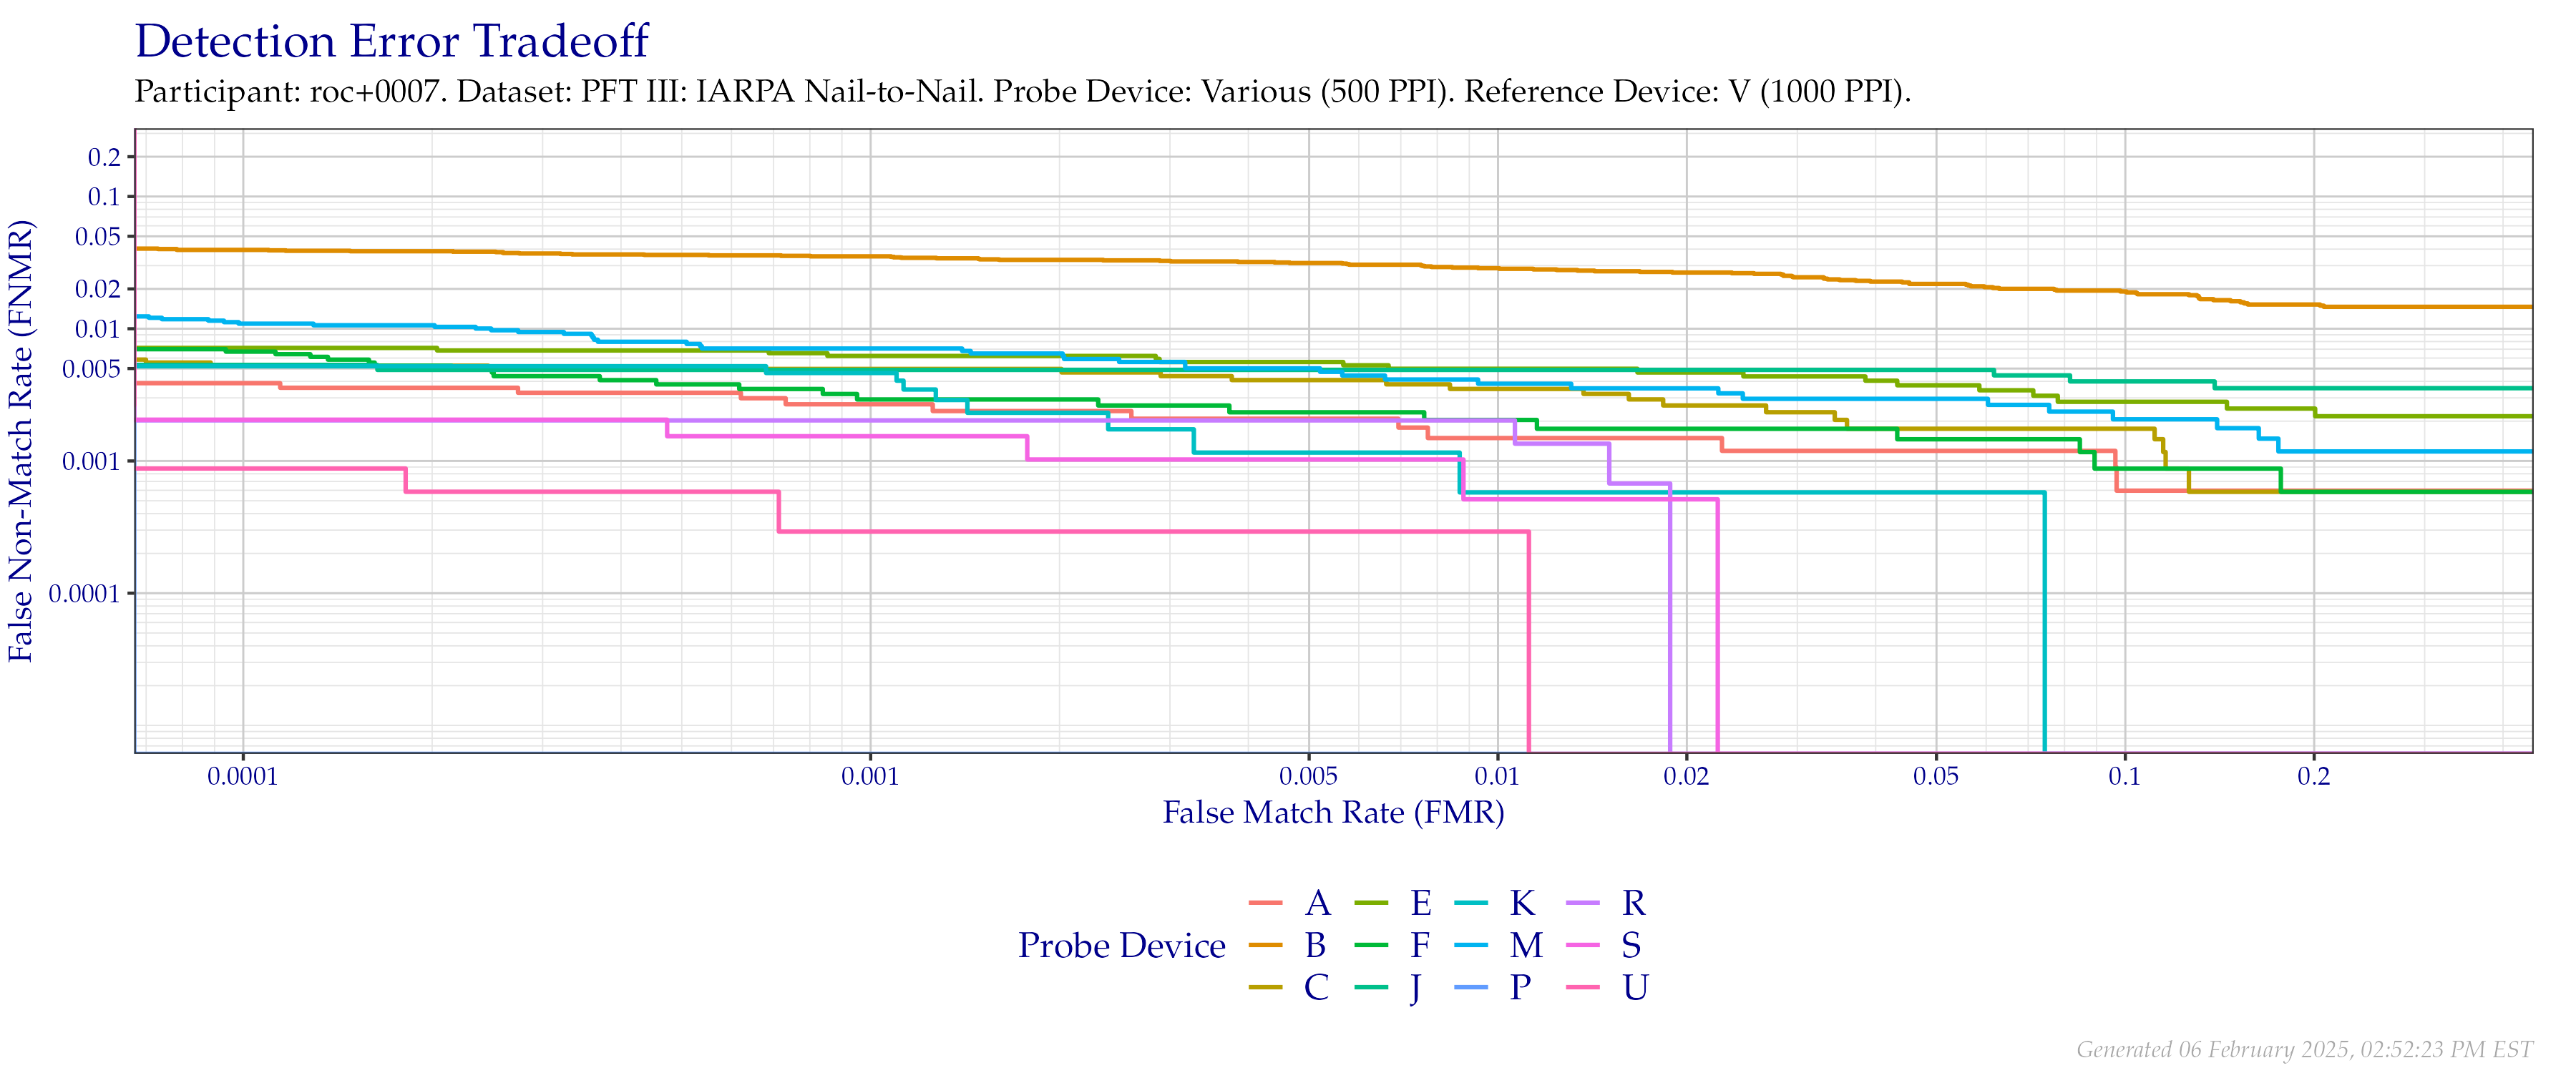 Detection Error Tradeoff
Participant: roc+0007. Dataset: PFT III: IARPA Nail-to-Nail. Probe Device: Various (500 PPI). Reference Device: V (1000 PPI).
False Non-Match Rate (FNMR)
0.2
0.1
0.05
0.02
0.01
0.005
0.001
0.0001
0.0001 0.001 0.005 0.01 0.02 0.05 0.1 0.2
False Match Rate (FMR)
A E K R
Probe Device B F M S
C J P U
Generated 06 February 2025, 02:52:23 PM EST